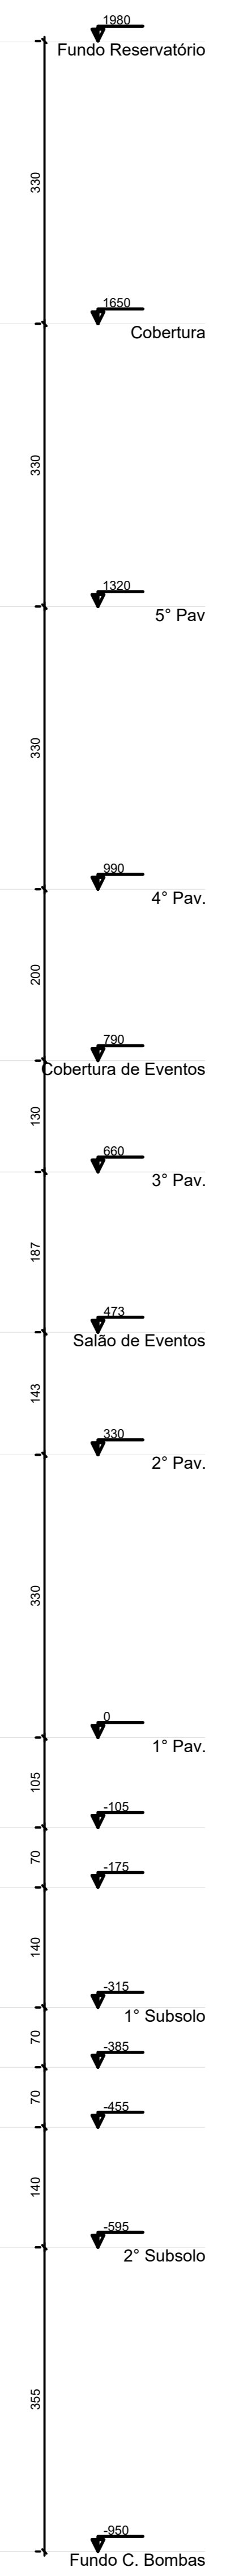 1980
Fundo Reservatório
330
1650
Cobertura
330
1320
5° Pav
330
990
4° Pav.
200
790
Cobertura de Eventos
130
660
3° Pav.
187
473
Salão de Eventos
143
330
2° Pav.
330
0
1° Pav.
105
-105
70
-175
140
-315
1° Subsolo
70
-385
70
-455
140
-595
2° Subsolo
355
-950
Fundo C. Bombas